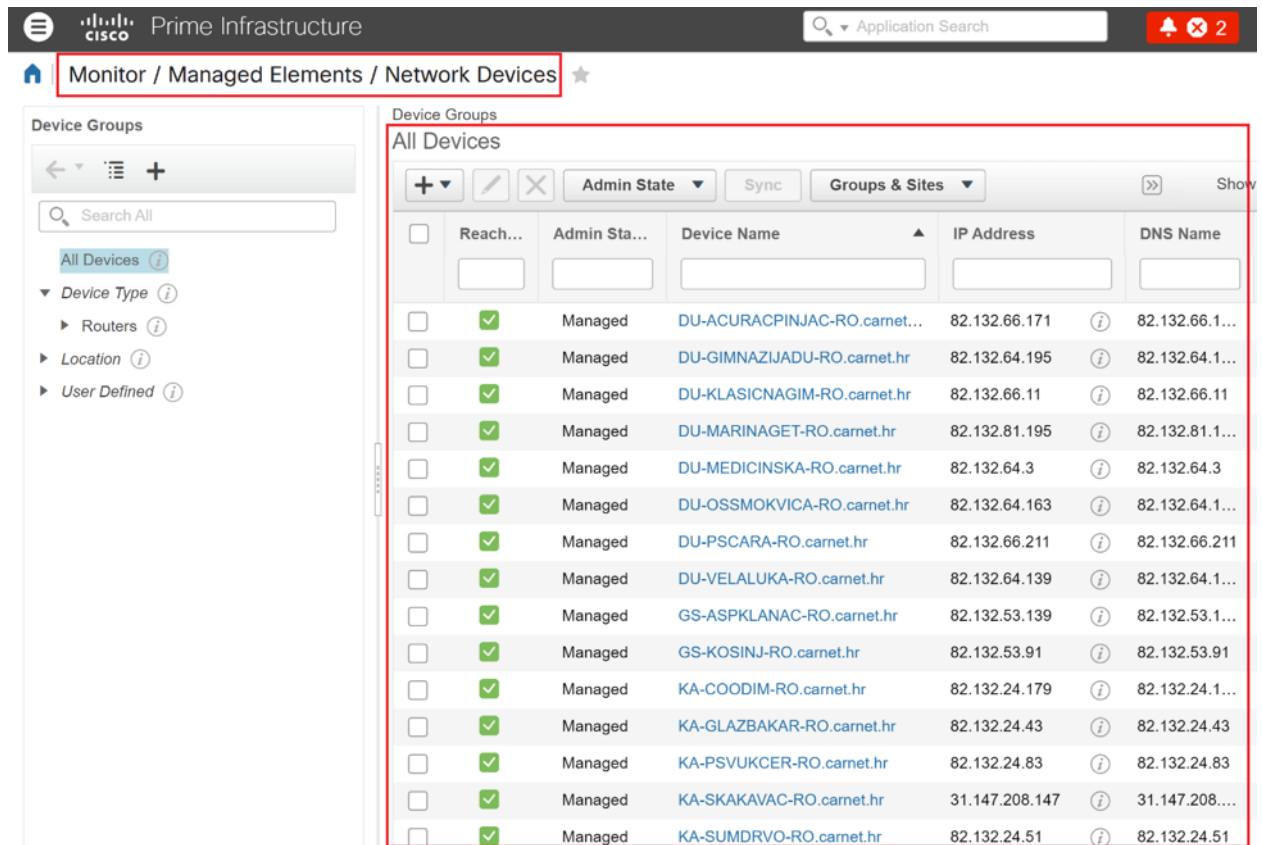 cisco Prime Infrastructure Application Search 2
Monitor / Managed Elements / Network Devices
Device Groups
Search All
All Devices
Device Type
Routers
Location
User Defined
Device Groups
All Devices
Admin State Sync Groups & Sites Show
Reach... Admin Sta... Device Name IP Address DNS Name
Managed DU-ACURACPINJAC-RO.carnet... 82.132.66.171 82.132.66.1...
Managed DU-GIMNAZIJADU-RO.carnet.hr 82.132.64.195 82.132.64.1...
Managed DU-KLASICNAGIM-RO.carnet.hr 82.132.66.11 82.132.66.11
Managed DU-MARINAGET-RO.carnet.hr 82.132.81.195 82.132.81.1...
Managed DU-MEDICINSKA-RO.carnet.hr 82.132.64.3 82.132.64.3
Managed DU-OSSMOKVICA-RO.carnet.hr 82.132.64.163 82.132.64.1...
Managed DU-PSCARA-RO.carnet.hr 82.132.66.211 82.132.66.211
Managed DU-VELALUKA-RO.carnet.hr 82.132.64.139 82.132.64.1...
Managed GS-ASPKLANAC-RO.carnet.hr 82.132.53.139 82.132.53.1...
Managed GS-KOSINJ-RO.carnet.hr 82.132.53.91 82.132.53.91
Managed KA-COODIM-RO.carnet.hr 82.132.24.179 82.132.24.1...
Managed KA-GLAZBAKAR-RO.carnet.hr 82.132.24.43 82.132.24.43
Managed KA-PSVUKCER-RO.carnet.hr 82.132.24.83 82.132.24.83
Managed KA-SKAKAVAC-RO.carnet.hr 31.147.208.147 31.147.208....
Managed KA-SUMDRVO-RO.carnet.hr 82.132.24.51 82.132.24.51